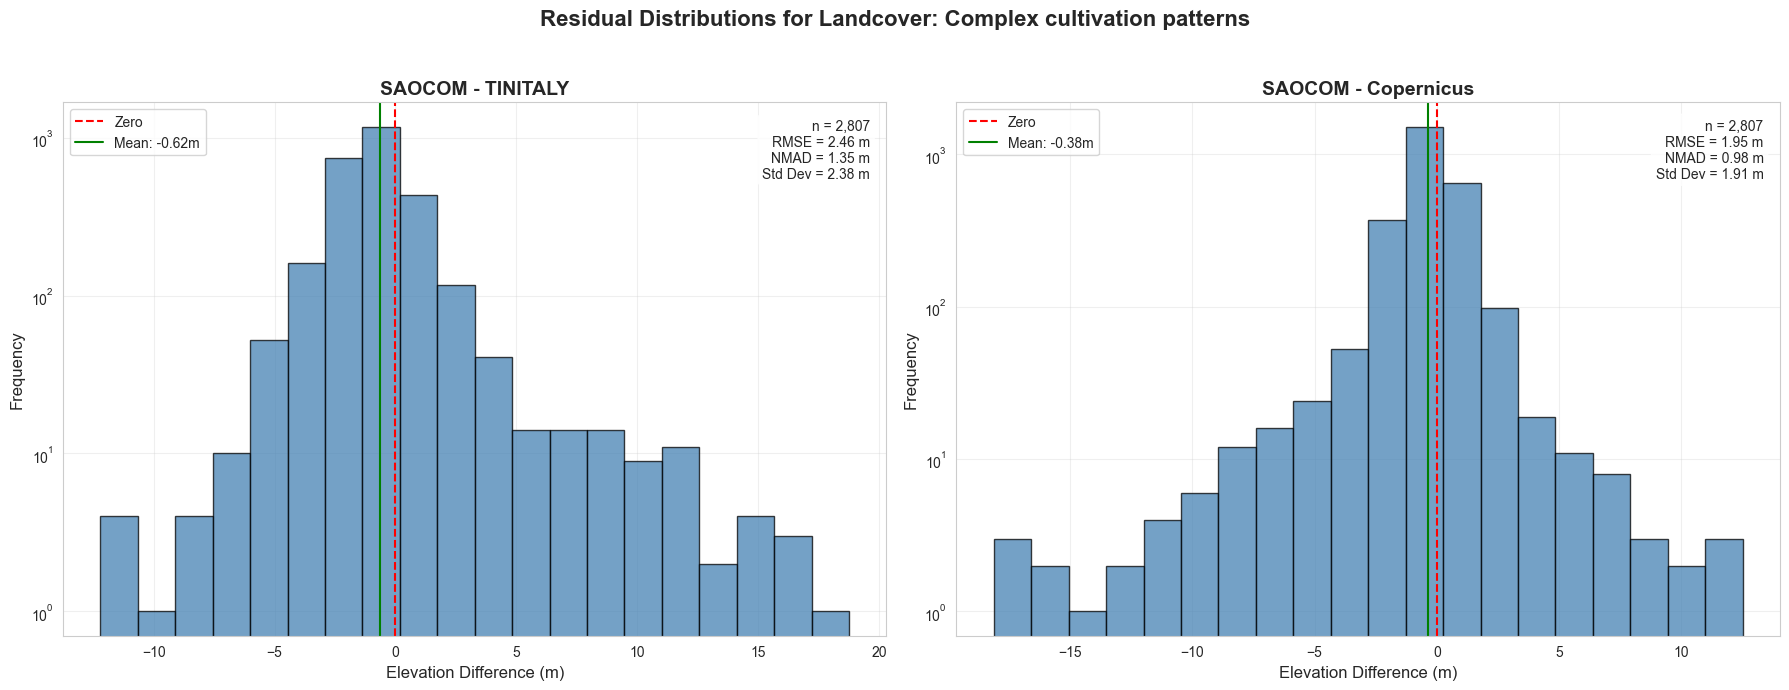 Residual Distributions for Landcover: Complex cultivation patterns
SAOCOM - TINITALY
Zero
Mean: -0.62m
n = 2,807
RMSE = 2.46 m
NMAD = 1.35 m
Std Dev = 2.38 m
10³
10²
10¹
10⁰
Frequency
−10
−5
0
5
10
15
20
Elevation Difference (m)
SAOCOM - Copernicus
Zero
Mean: -0.38m
n = 2,807
RMSE = 1.95 m
NMAD = 0.98 m
Std Dev = 1.91 m
10³
10²
10¹
10⁰
Frequency
−15
−10
−5
0
5
10
Elevation Difference (m)